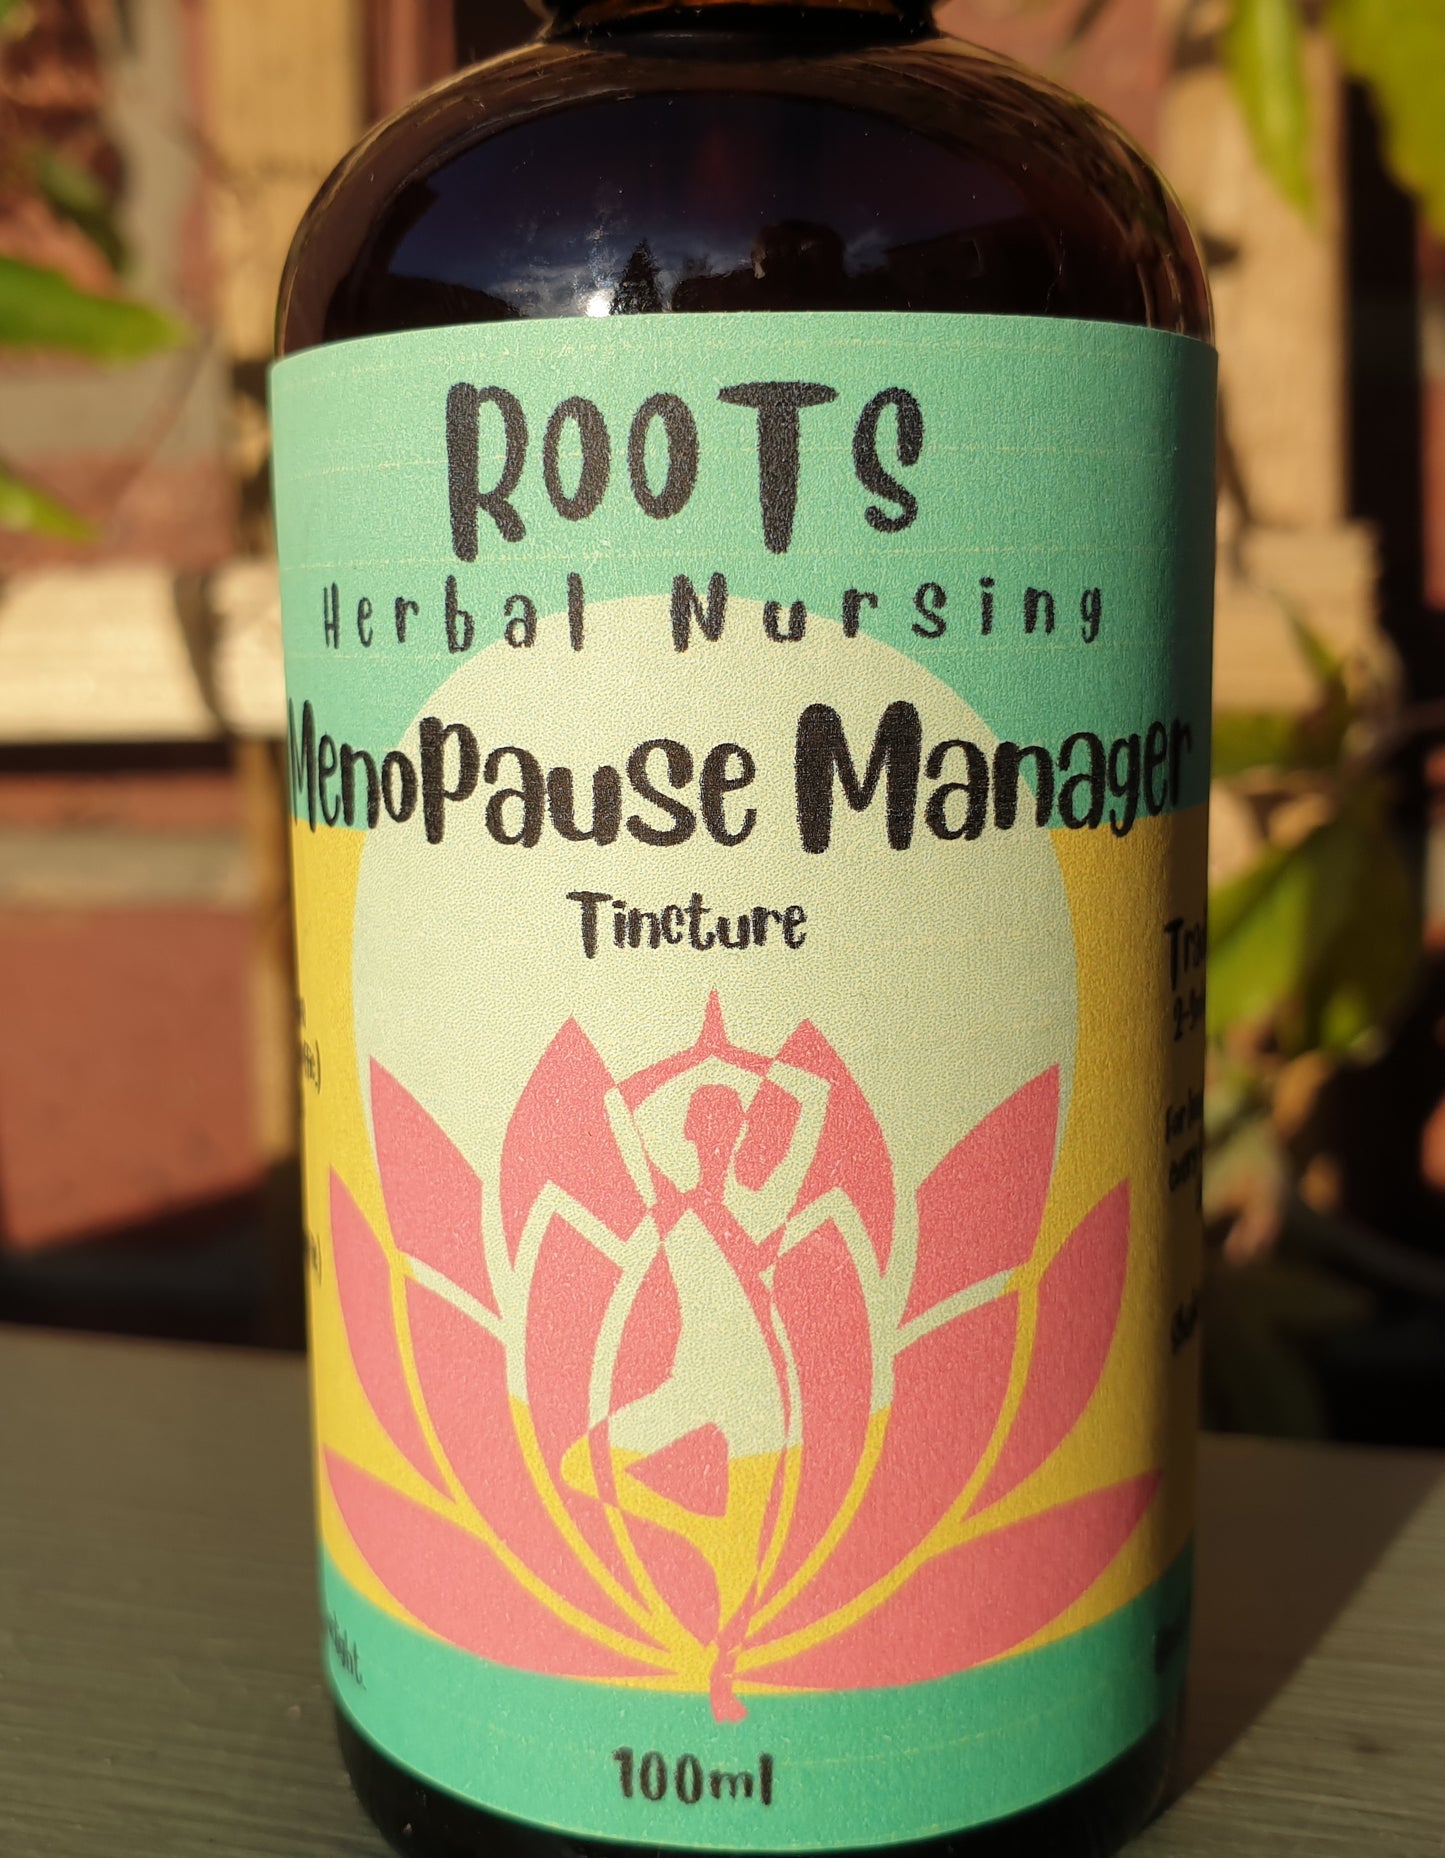 ROOTS
Herbal Nursing
Menopause Manager
Tincture
100ml